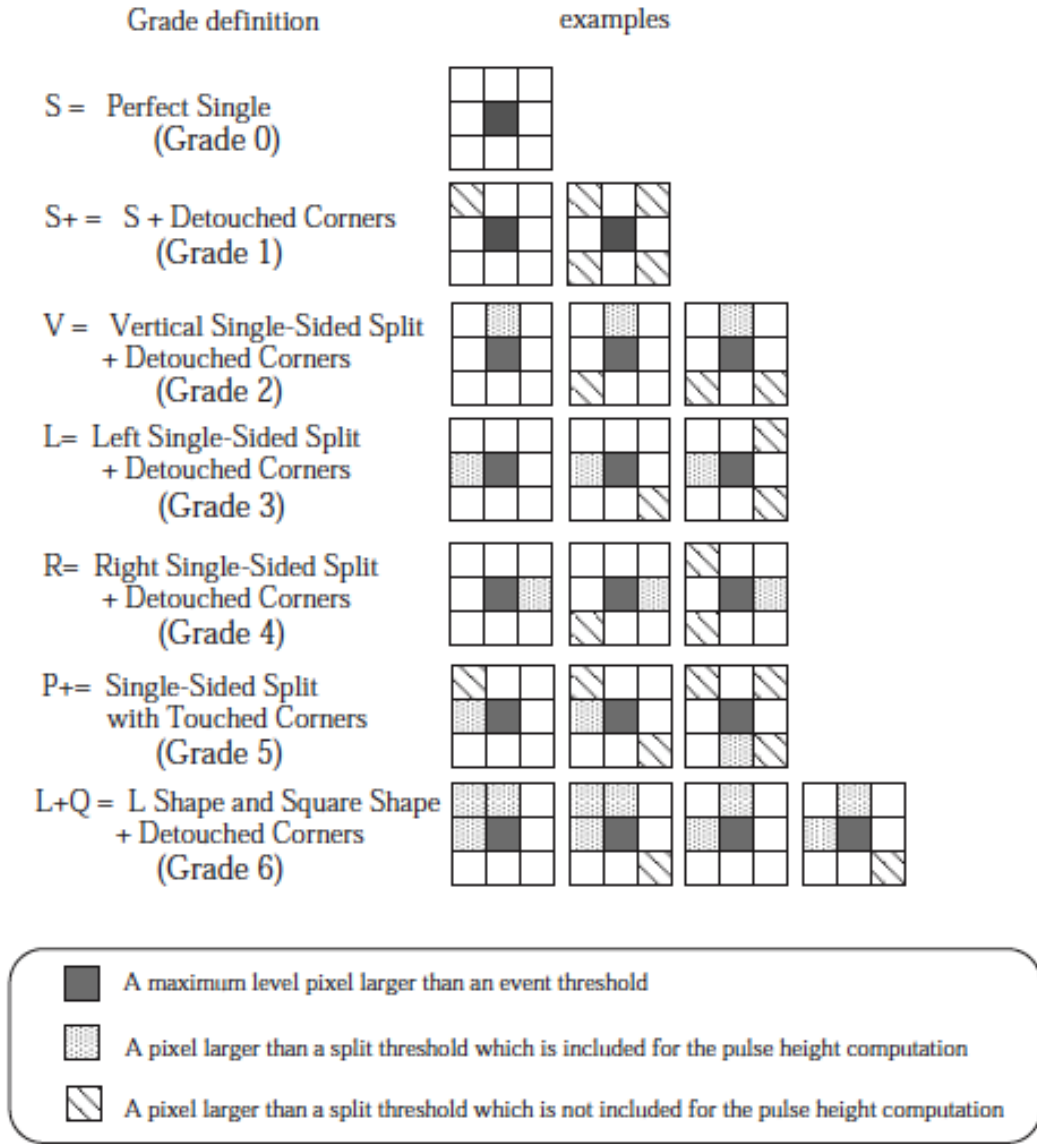 Grade definition examples
S = Perfect Single
(Grade 0)
S+ = S + Detouched Corners
(Grade 1)
V = Vertical Single-Sided Split
+ Detouched Corners
(Grade 2)
L= Left Single-Sided Split
+ Detouched Corners
(Grade 3)
R= Right Single-Sided Split
+ Detouched Corners
(Grade 4)
P+= Single-Sided Split
with Touched Corners
(Grade 5)
L+Q = L Shape and Square Shape
+ Detouched Corners
(Grade 6)
A maximum level pixel larger than an event threshold
A pixel larger than a split threshold which is included for the pulse height computation
A pixel larger than a split threshold which is not included for the pulse height computation